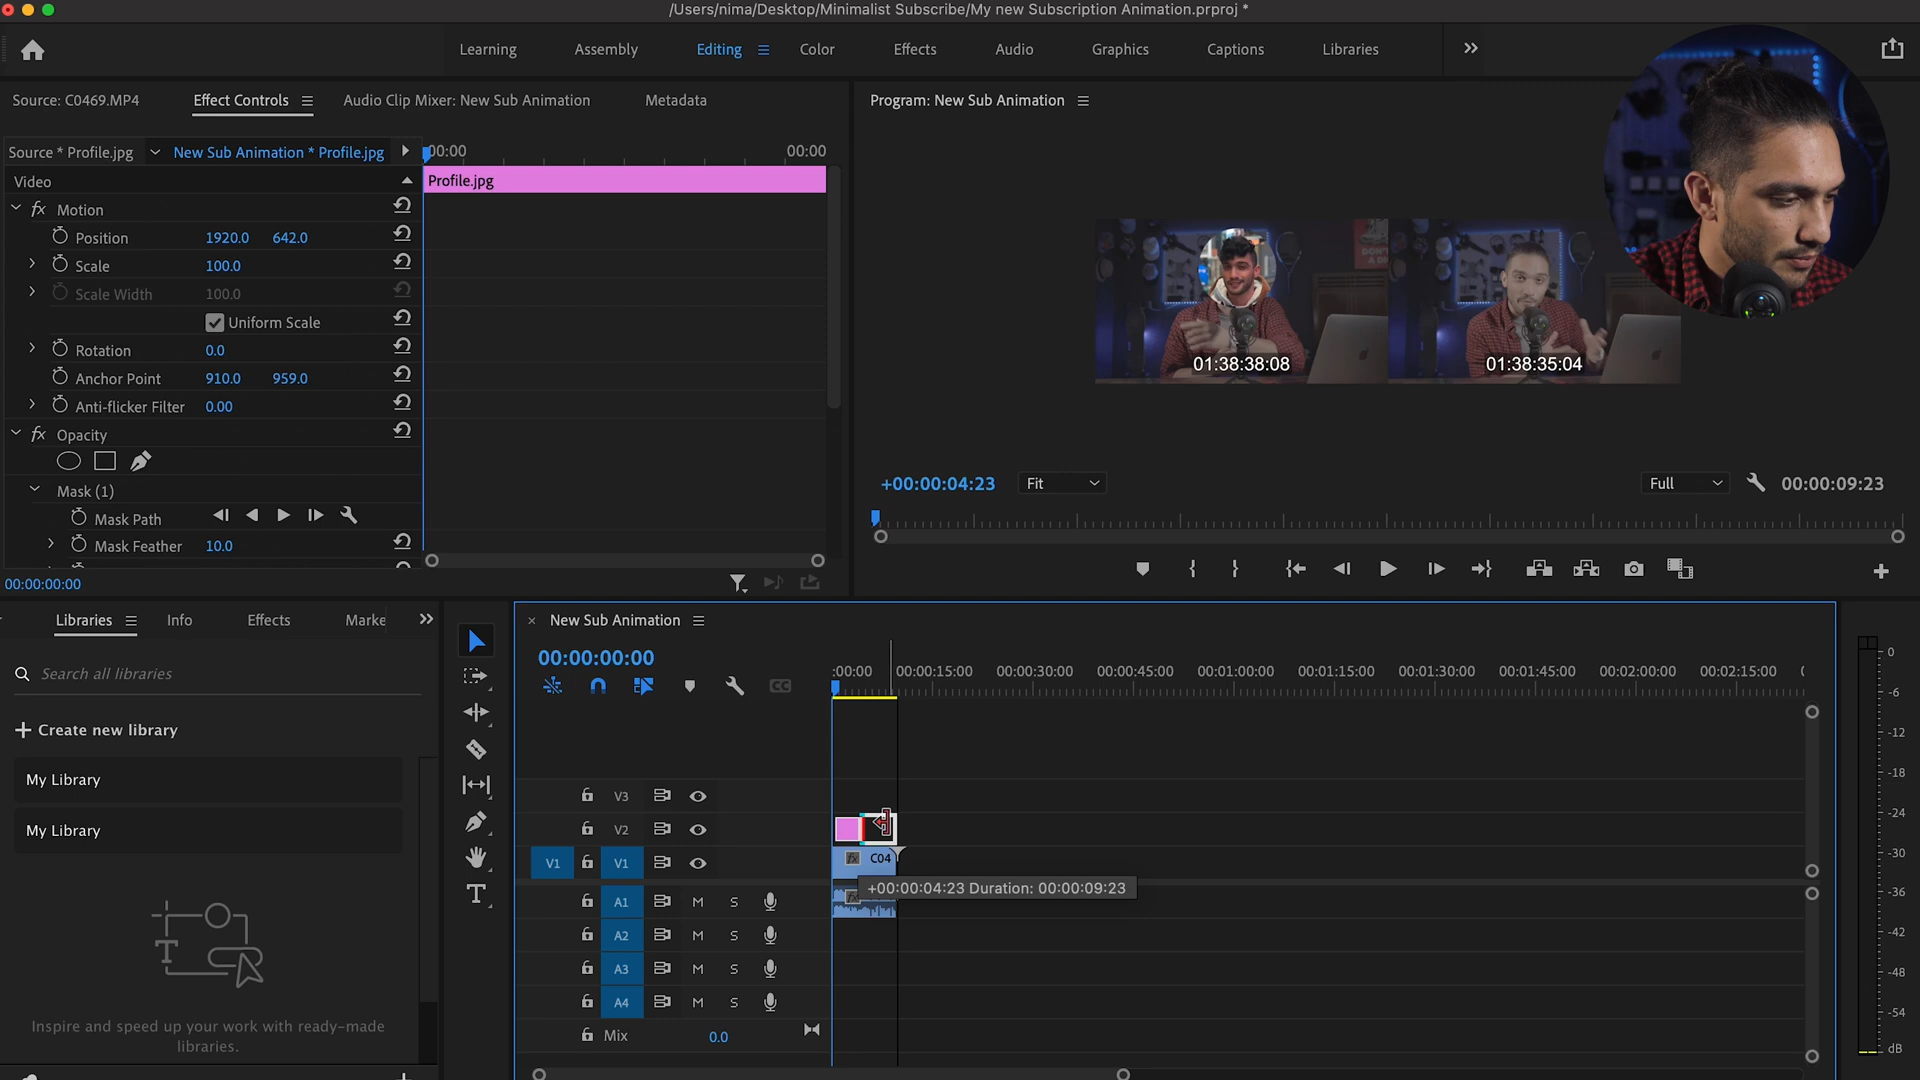 /Users/nima/Desktop/Minimalist Subscribe/My new Subscription Animation.prproj *
Learning Assembly Editing Color Effects Audio Graphics Captions Libraries
Source: C0469.MP4 Effect Controls Audio Clip Mixer: New Sub Animation Metadata
Program: New Sub Animation
Source * Profile.jpg New Sub Animation * Profile.jpg :00:00 00:00
Video Profile.jpg
fx Motion
Position 1920.0 642.0
Scale 100.0
Scale Width 100.0
Uniform Scale
Rotation 0.0
Anchor Point 910.0 959.0
Anti-flicker Filter 0.00
fx Opacity
Mask (1)
Mask Path
Mask Feather 10.0
00:00:00:00
01:38:38:08 01:38:35:04
+00:00:04:23 Fit Full 00:00:09:23
Libraries Info Effects Marke
Search all libraries
Create new library
My Library
My Library
Inspire and speed up your work with ready-made
libraries.
New Sub Animation
00:00:00:00
:00:00 00:00:15:00 00:00:30:00 00:00:45:00 00:01:00:00 00:01:15:00 00:01:30:00 00:01:45:00 00:02:00:00 00:02:15:00
V3
V2
V1 V1 fx C04
+00:00:04:23 Duration: 00:00:09:23
A1 M S
A2 M S
A3 M S
A4 M S
Mix 0.0
0
-6
-12
-18
-24
-30
-36
-42
-48
-54
dB